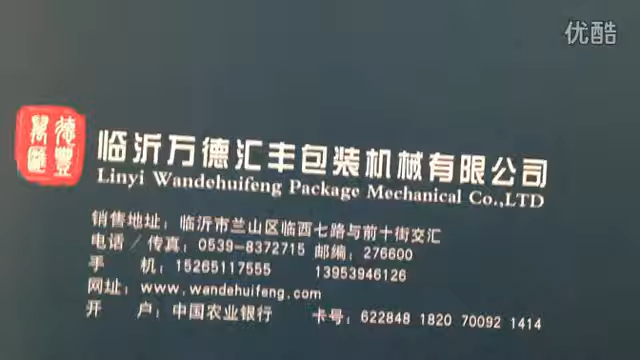 优酷
萬德匯豐
临沂万德汇丰包装机械有限公司
Linyi Wandehuifeng Package Mechanical Co.,LTD
销售地址：临沂市兰山区临西七路与前十街交汇
电话／传真：0539-8372715 邮编：276600
手 机：15265117555 13953946126
网址：www.wandehuifeng.com
开 户：中国农业银行 卡号：622848 1820 70092 1414